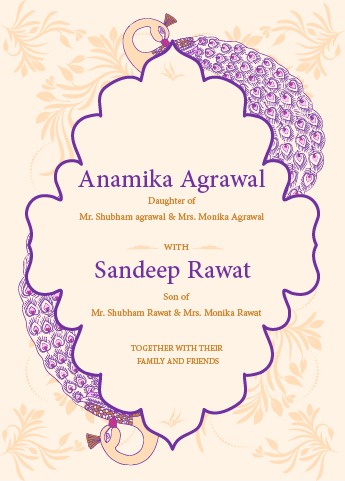 Anamika Agrawal
Daughter of
Mr. Shubham agrawal & Mrs. Monika Agrawal
WITH
Sandeep Rawat
Son of
Mr. Shubham Rawat & Mrs. Monika Rawat
TOGETHER WITH THEIR
FAMILY AND FRIENDS